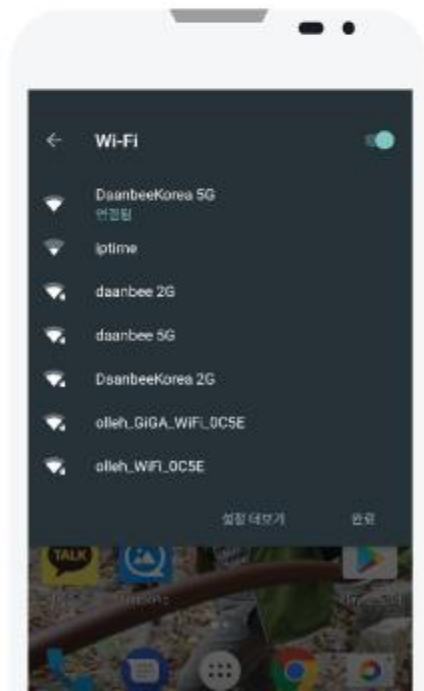 Wi-Fi
DaanbeeKorea 5G
연결됨
iptime
daanbee 2G
daanbee 5G
DsanbeeKorea 2G
olleh_GiGA_WiFi_0C5E
olleh_WiFi_0C5E
설정 더보기 완료
TALK